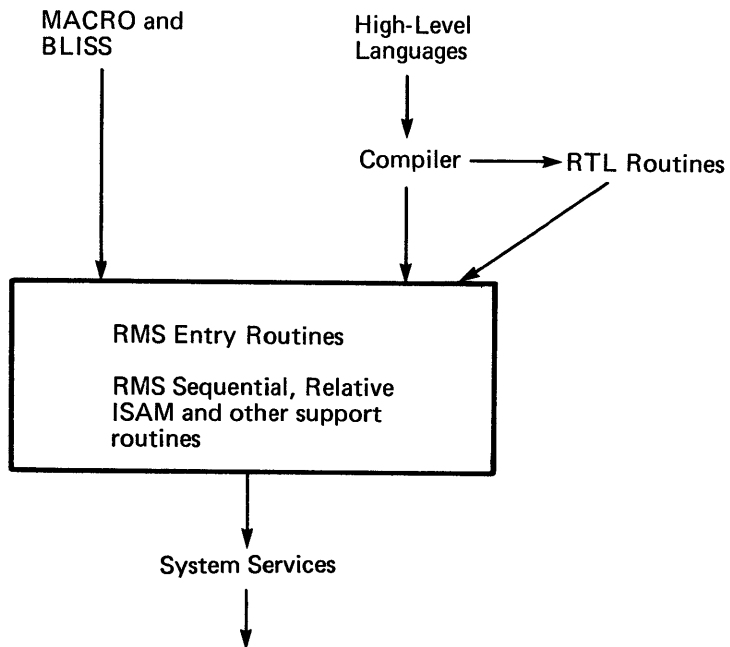 MACRO and
BLISS
High-Level
Languages
Compiler
RTL Routines
RMS Entry Routines
RMS Sequential, Relative
ISAM and other support
routines
System Services